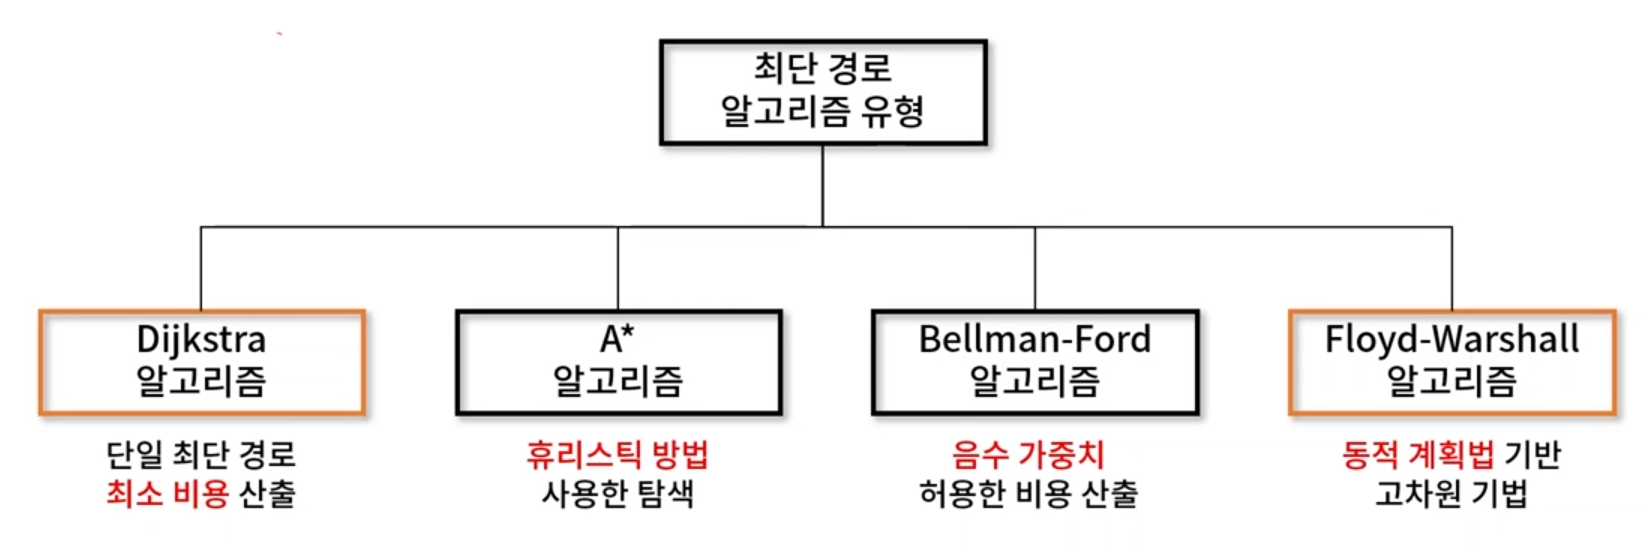 최단 경로
알고리즘 유형
Dijkstra
알고리즘
A*
알고리즘
Bellman-Ford
알고리즘
Floyd-Warshall
알고리즘
단일 최단 경로
최소 비용 산출
휴리스틱 방법
사용한 탐색
음수 가중치
허용한 비용 산출
동적 계획법 기반
고차원 기법